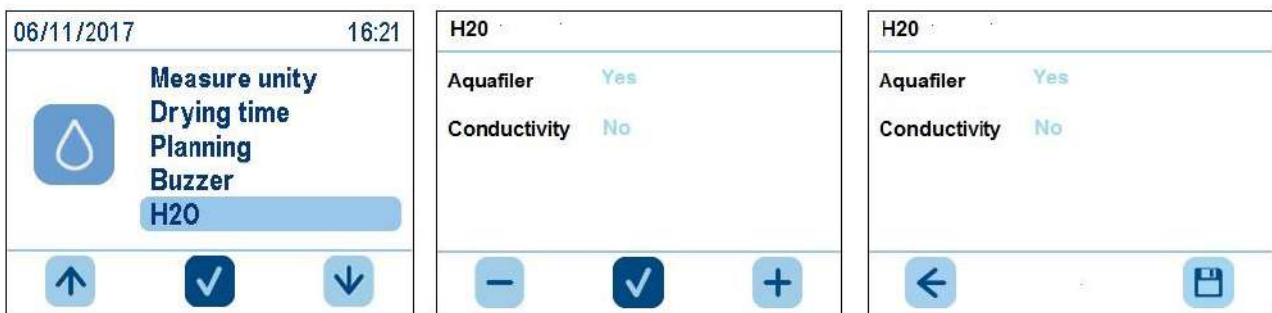 06/11/2017 16:21
Measure unity
Drying time
Planning
Buzzer
H2O
H20
Aquafiler Yes
Conductivity No
H20
Aquafiler Yes
Conductivity No